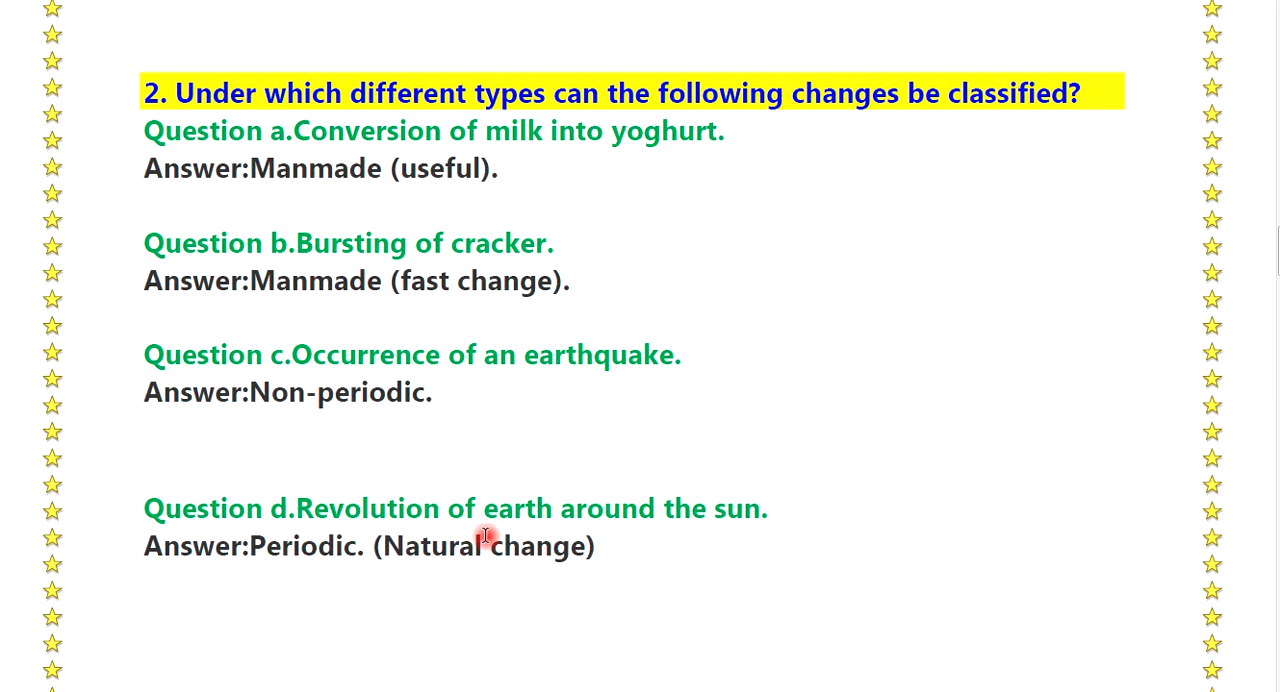 2. Under which different types can the following changes be classified?
Question a.Conversion of milk into yoghurt.
Answer:Manmade (useful).
Question b.Bursting of cracker.
Answer:Manmade (fast change).
Question c.Occurrence of an earthquake.
Answer:Non-periodic.
Question d.Revolution of earth around the sun.
Answer:Periodic. (Natural change)